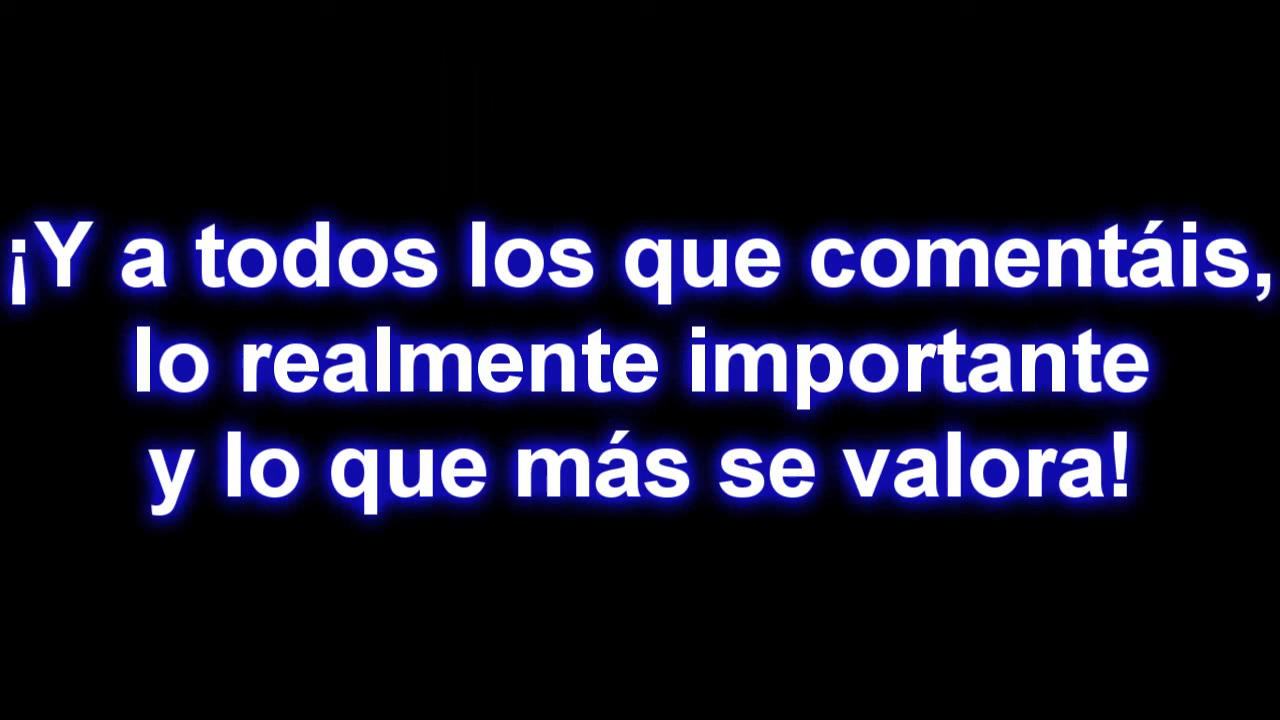 ¡Y a todos los que comentáis,
lo realmente importante
y lo que más se valora!